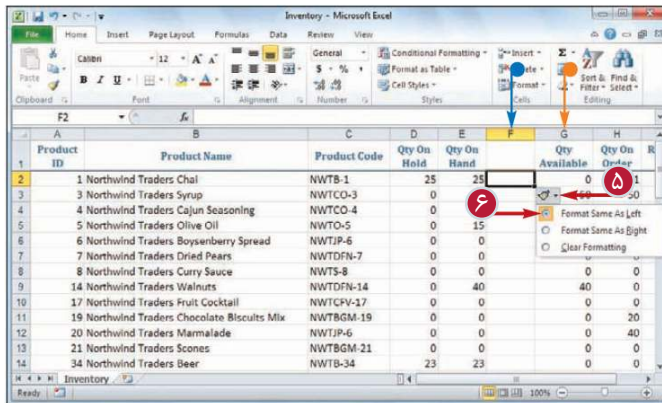 Inventory - Microsoft Excel
File Home Insert Page Layout Formulas Data Review View
Calibri 12 A A General Conditional Formatting Insert Σ
Paste B I U $ % , Format as Table Delete Sort & Find &
Cell Styles Format Filter Select
Clipboard Font Alignment Number Styles Cells Editing
F2 fx
A B C D E F G H
1 Product ID Product Name Product Code Qty On Hold Qty On Hand Qty Available Qty On Order R
2 1 Northwind Traders Chai NWTB-1 25 25 0 1
3 3 Northwind Traders Syrup NWTCO-3 0 50
۵
4 4 Northwind Traders Cajun Seasoning NWTCO-4 0
۶ Format Same As Left
5 5 Northwind Traders Olive Oil NWTO-5 0 15
Format Same As Right
6 6 Northwind Traders Boysenberry Spread NWTJP-6 0 0
Clear Formatting
7 7 Northwind Traders Dried Pears NWTDFN-7 0 0 0 0
8 8 Northwind Traders Curry Sauce NWTS-8 0 0 0 0
9 14 Northwind Traders Walnuts NWTDFN-14 0 40 40 0
10 17 Northwind Traders Fruit Cocktail NWTCFV-17 0 0 0 0
11 19 Northwind Traders Chocolate Biscuits Mix NWTBGM-19 0 0 0 20
12 20 Northwind Traders Marmalade NWTJP-6 0 0 0 40
13 21 Northwind Traders Scones NWTBGM-21 0 0 0 0
14 34 Northwind Traders Beer NWTB-34 23 23 0 0
Inventory
Ready 100%